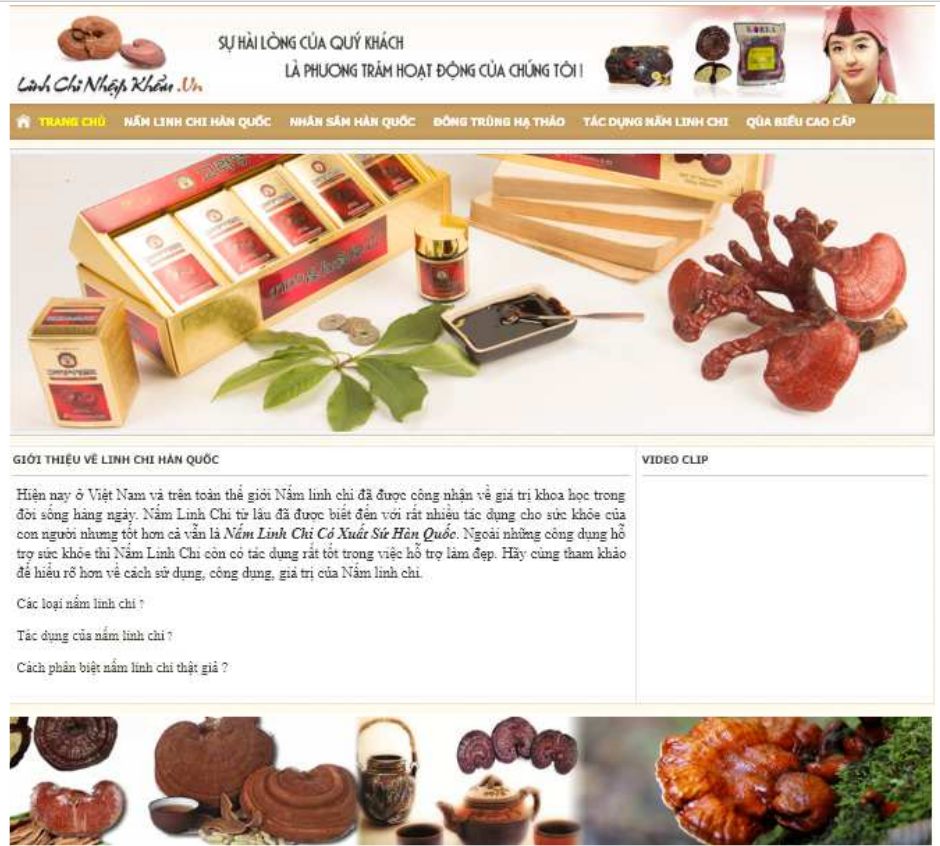 SỰ HÀI LÒNG CỦA QUÝ KHÁCH
LÀ PHƯƠNG TRÂM HOẠT ĐỘNG CỦA CHÚNG TÔI !
Linh Chi Nhập Khẩu .Vn
KOREA
TRANG CHỦ NẤM LINH CHI HÀN QUỐC NHÂN SÂM HÀN QUỐC ĐÔNG TRÙNG HẠ THẢO TÁC DỤNG NẤM LINH CHI QÙA BIẾU CAO CẤP
GIỚI THIỆU VỀ LINH CHI HÀN QUỐC
Hiện nay ở Việt Nam và trên toàn thế giới Nấm linh chi đã được công nhận về giá trị khoa học trong
đời sống hàng ngày. Nấm Linh Chi từ lâu đã được biết đến với rất nhiều tác dụng cho sức khỏe của
con người nhưng tốt hơn cả vẫn là Nấm Linh Chi Có Xuất Sứ Hàn Quốc. Ngoài những công dụng hỗ
trợ sức khỏe thì Nấm Linh Chi còn có tác dụng rất tốt trong việc hỗ trợ làm đẹp. Hãy cùng tham khảo
để hiểu rõ hơn về cách sử dụng, công dụng, giá trị của Nấm linh chi.
Các loại nấm linh chi ?
Tác dụng của nấm linh chi ?
Cách phân biệt nấm linh chi thật giả ?
VIDEO CLIP